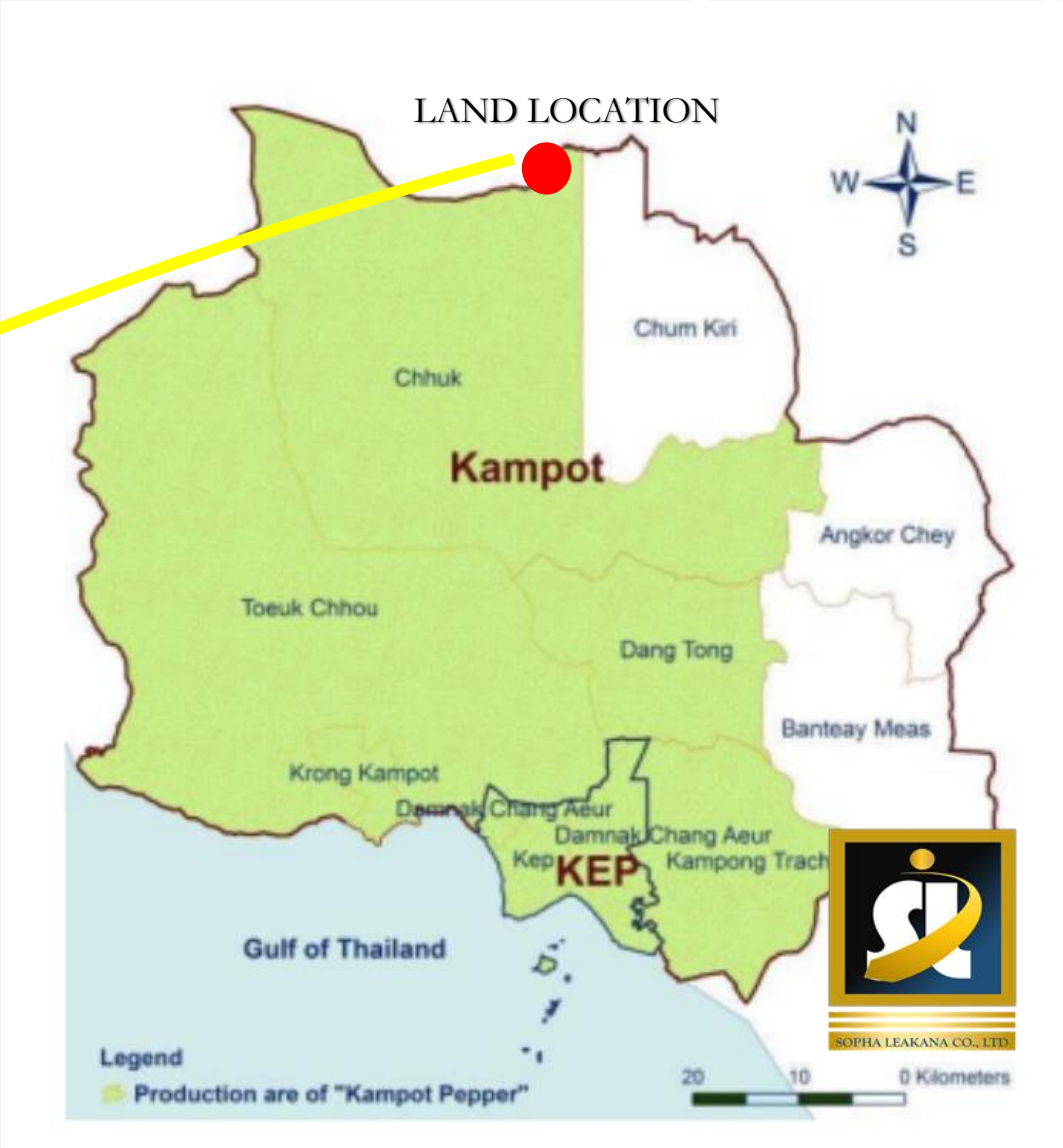 LAND LOCATION
N
W E
S
Chum Kiri
Chhuk
Kampot
Angkor Chey
Toeuk Chhou
Dang Tong
Banteay Meas
Krong Kampot
Damnak Chang Aeur
Damnak Chang Aeur
Kep
KEP
Kampong Trach
Gulf of Thailand
SL
SOPHA LEAKANA CO., LTD
Legend
Production are of "Kampot Pepper"
20 10 0 Kilometers